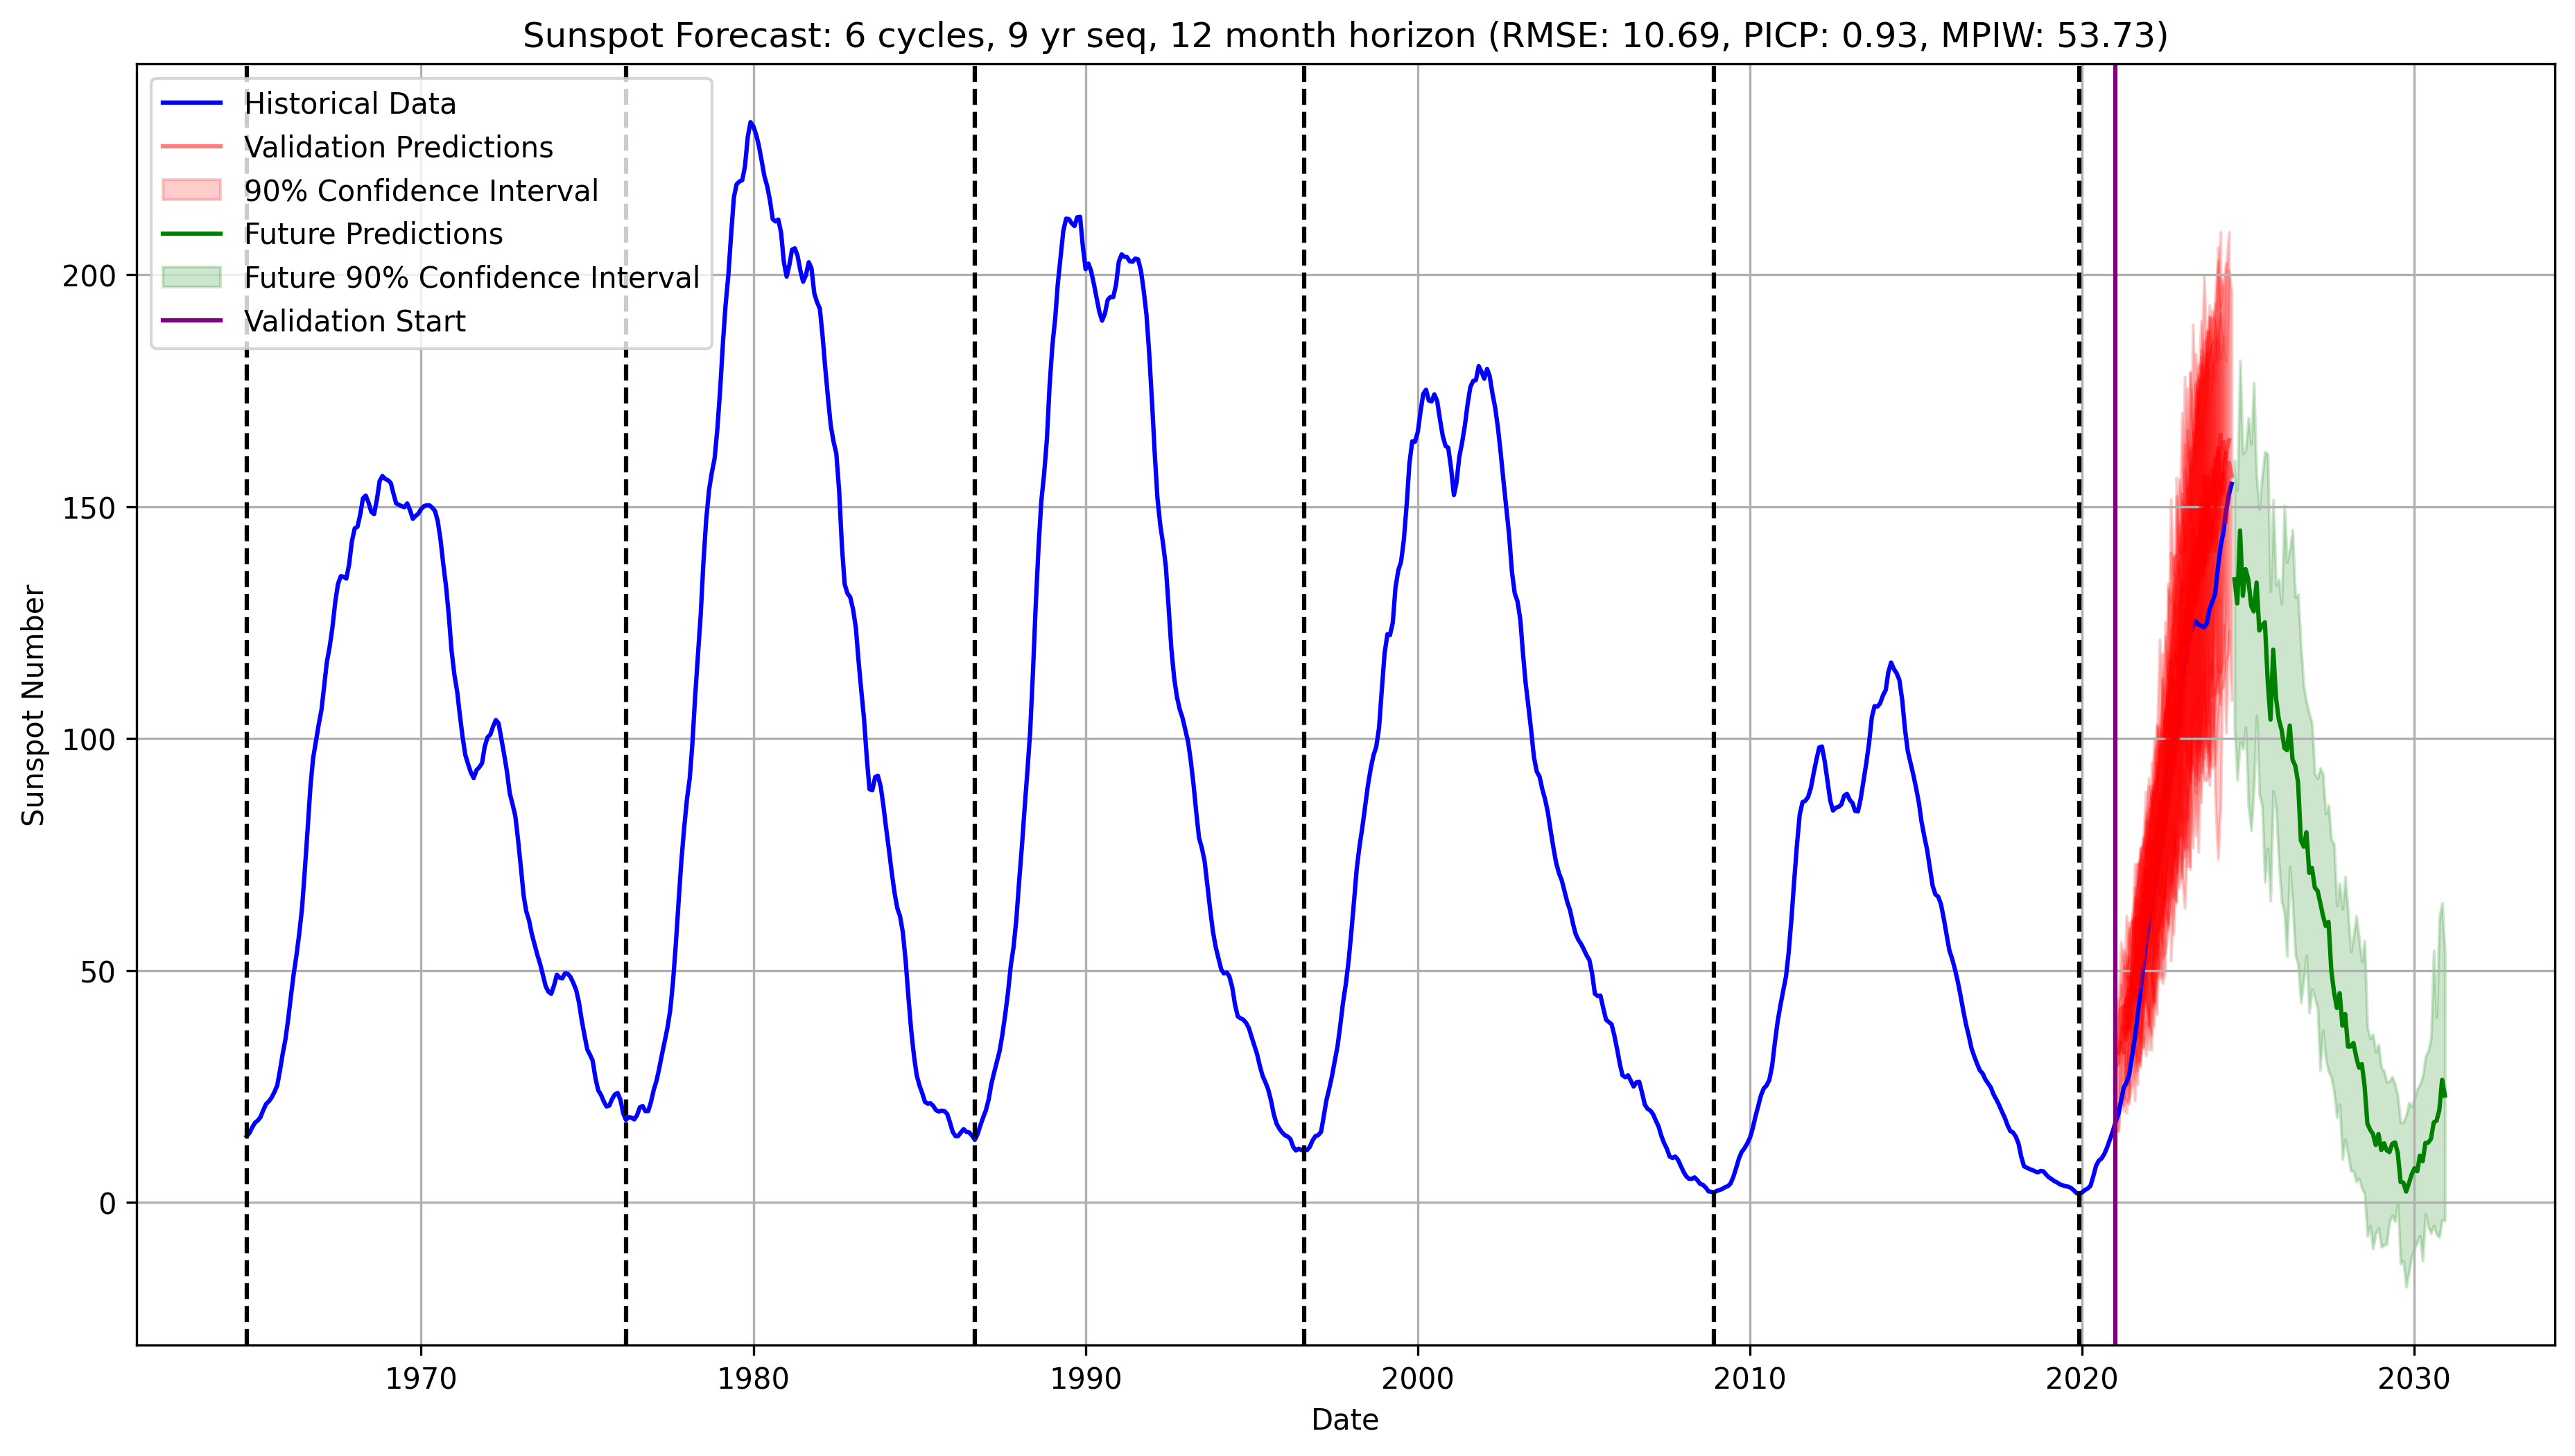 Sunspot Forecast: 6 cycles, 9 yr seq, 12 month horizon (RMSE: 10.69, PICP: 0.93, MPIW: 53.73)
Historical Data
Validation Predictions
90% Confidence Interval
Future Predictions
Future 90% Confidence Interval
Validation Start
Sunspot Number
200
150
100
50
0
1970
1980
1990
2000
2010
2020
2030
Date